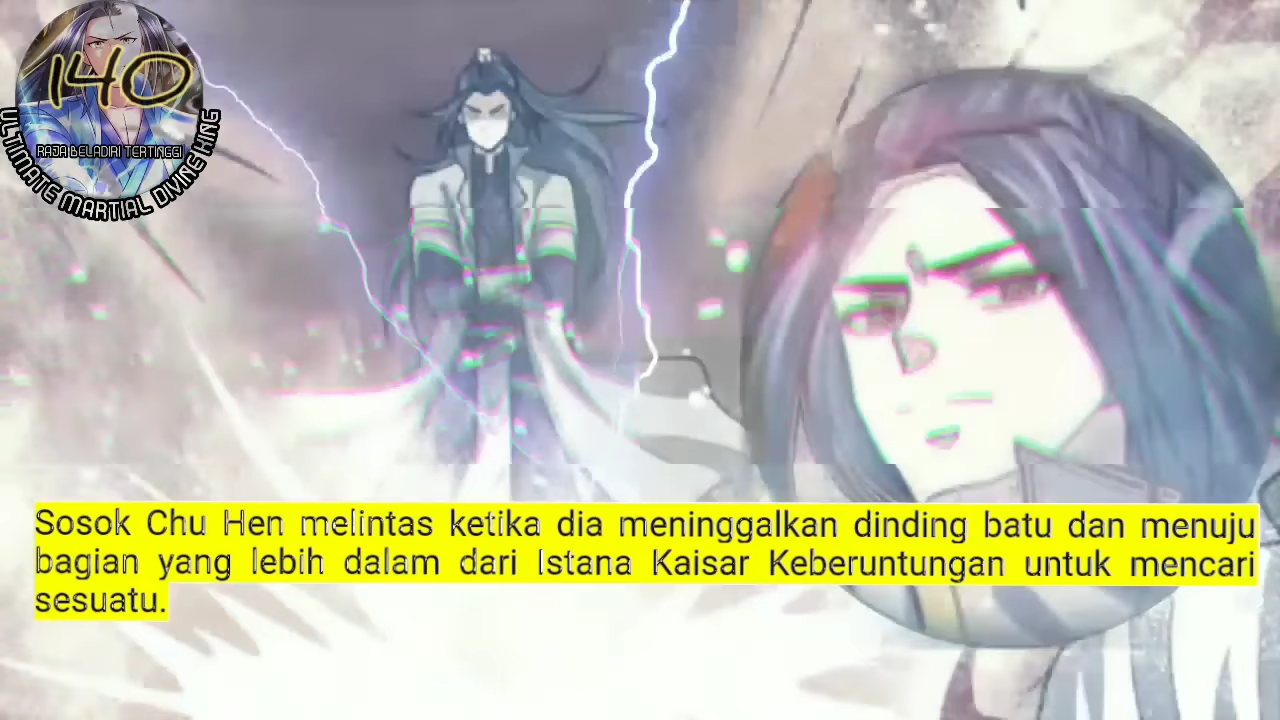 140
RAJA BELADIRI TERTINGGI
ULTIMATE MARTIAL DIVINE KING
Sosok Chu Hen melintas ketika dia meninggalkan dinding batu dan menuju
bagian yang lebih dalam dari Istana Kaisar Keberuntungan untuk mencari
sesuatu.